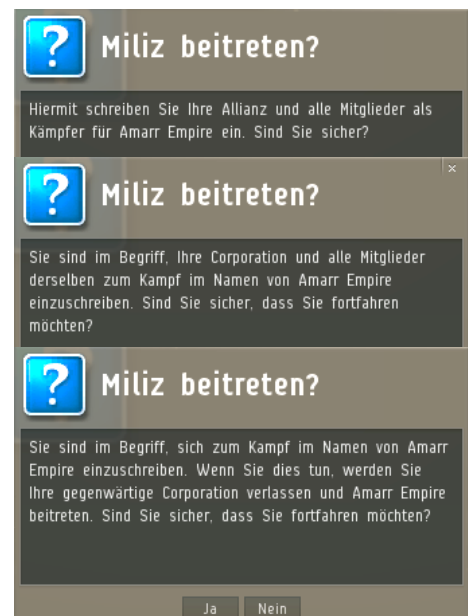 Miliz beitreten?
Hiermit schreiben Sie Ihre Allianz und alle Mitglieder als
Kämpfer für Amarr Empire ein. Sind Sie sicher?
Miliz beitreten?
Sie sind im Begriff, Ihre Corporation und alle Mitglieder
derselben zum Kampf im Namen von Amarr Empire
einzuschreiben. Sind Sie sicher, dass Sie fortfahren
möchten?
Miliz beitreten?
Sie sind im Begriff, sich zum Kampf im Namen von Amarr
Empire einzuschreiben. Wenn Sie dies tun, werden Sie
Ihre gegenwärtige Corporation verlassen und Amarr Empire
beitreten. Sind Sie sicher, dass Sie fortfahren möchten?
Ja Nein